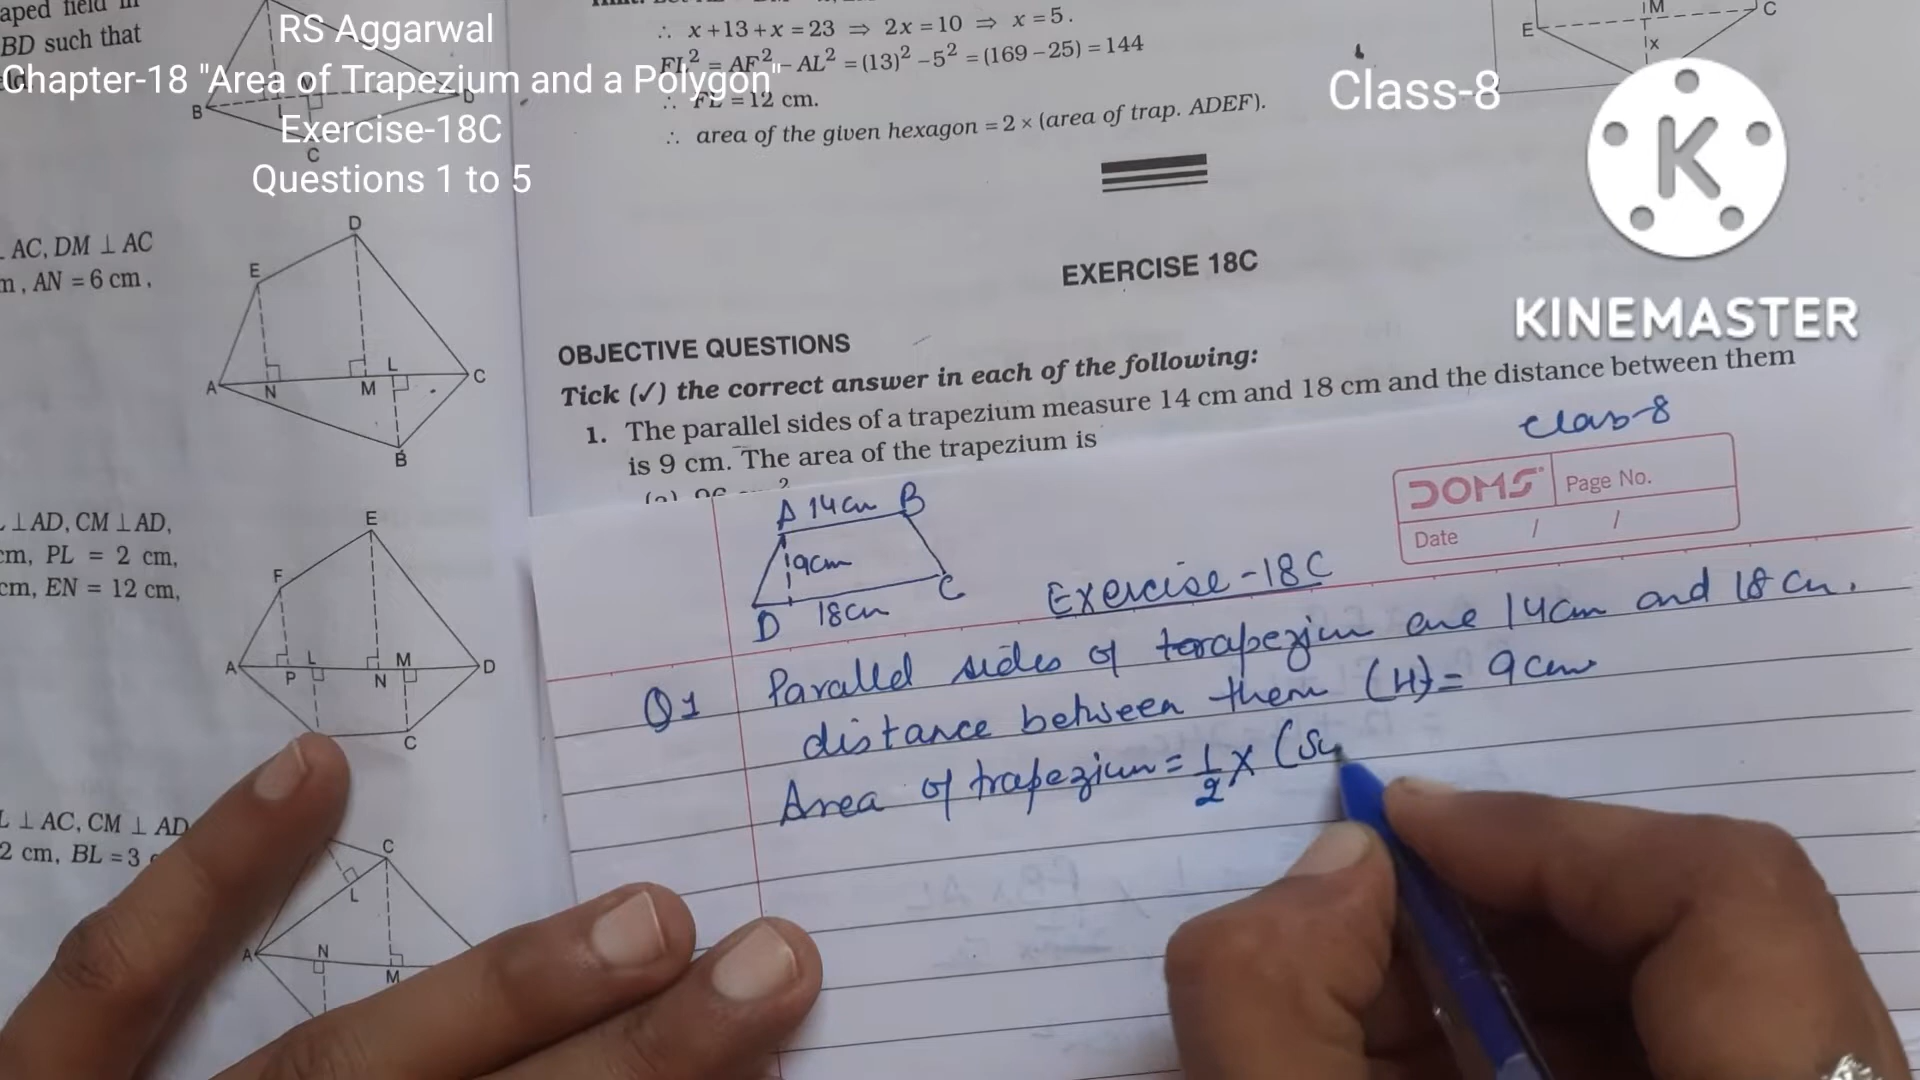 RS Aggarwal
Chapter-18 "Area of Trapezium and a Polygon"
Exercise-18C
Questions 1 to 5
Class-8
KINEMASTER
BD such that
AC, DM ⊥ AC
AN = 6 cm,
⊥ AD, CM ⊥ AD,
cm, PL = 2 cm,
cm, EN = 12 cm,
L ⊥ AC, CM ⊥ AD
2 cm, BL = 3
B D C
D E A N M L C B
E F A P L N M D C
C L A N M
E M C x
∴ x+13+x = 23 ⇒ 2x = 10 ⇒ x = 5.
FL² = AF² – AL² = (13)² – 5² = (169 – 25) = 144
∴ FL = 12 cm.
∴ area of the given hexagon = 2 × (area of trap. ADEF).
EXERCISE 18C
OBJECTIVE QUESTIONS
Tick (✓) the correct answer in each of the following:
1. The parallel sides of a trapezium measure 14 cm and 18 cm and the distance between them
is 9 cm. The area of the trapezium is
class-8
DOMS Page No.
Date / /
A 14cm B
9cm
D 18cm C
Exercise-18C
Q1 Parallel sides of trapezium are 14cm and 18 cm.
distance between them (H) = 9cm
Area of trapezium = 1/2 × (Su